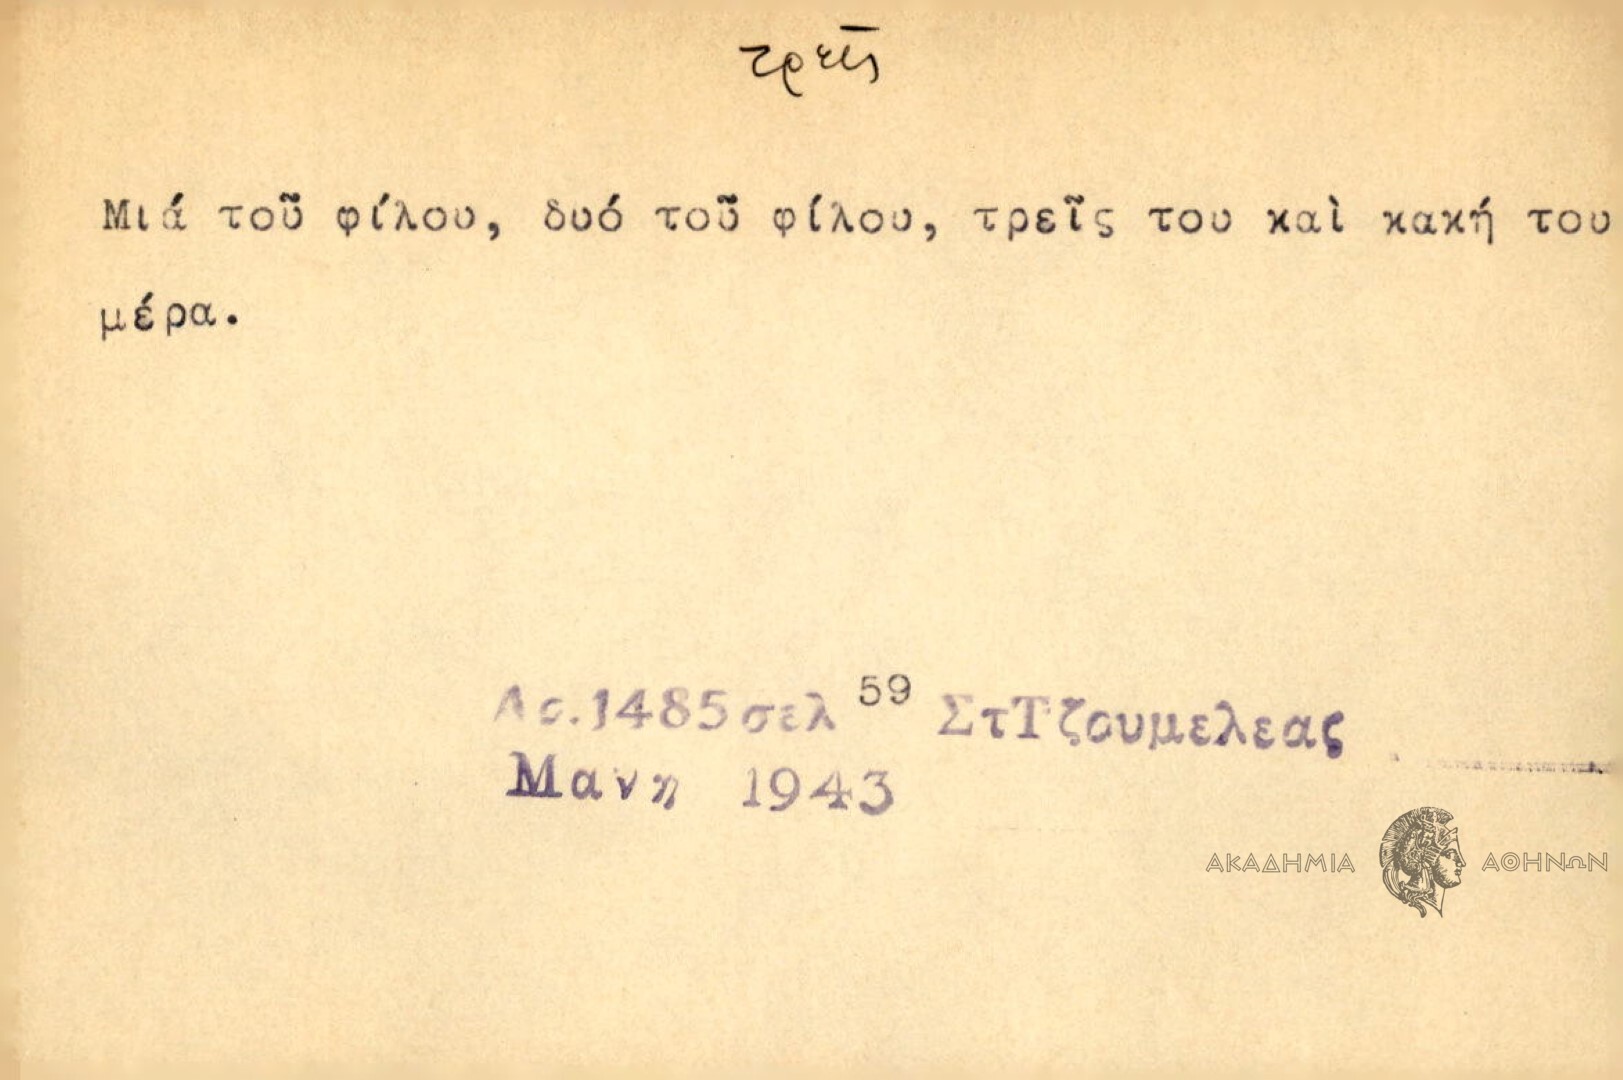 τρεῖς
Μιά τοῦ φίλου, δυό τοῦ φίλου, τρεῖς του καὶ κακή του
μέρα.
Λσ.1485 σελ 59 ΣτΤζουμελεας
Μανη 1943
ΑΚΑΔΗΜΙΑ ΑΘΗΝΩΝ